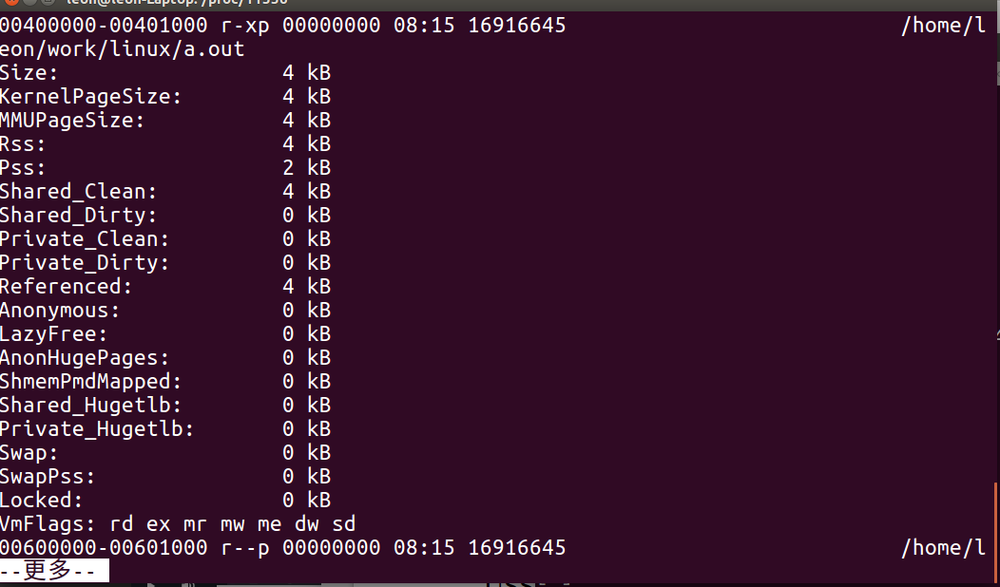 00400000-00401000 r-xp 00000000 08:15 16916645 /home/l
eon/work/linux/a.out
Size: 4 kB
KernelPageSize: 4 kB
MMUPageSize: 4 kB
Rss: 4 kB
Pss: 2 kB
Shared_Clean: 4 kB
Shared_Dirty: 0 kB
Private_Clean: 0 kB
Private_Dirty: 0 kB
Referenced: 4 kB
Anonymous: 0 kB
LazyFree: 0 kB
AnonHugePages: 0 kB
ShmemPmdMapped: 0 kB
Shared_Hugetlb: 0 kB
Private_Hugetlb: 0 kB
Swap: 0 kB
SwapPss: 0 kB
Locked: 0 kB
VmFlags: rd ex mr mw me dw sd
00600000-00601000 r--p 00000000 08:15 16916645 /home/l
--更多--